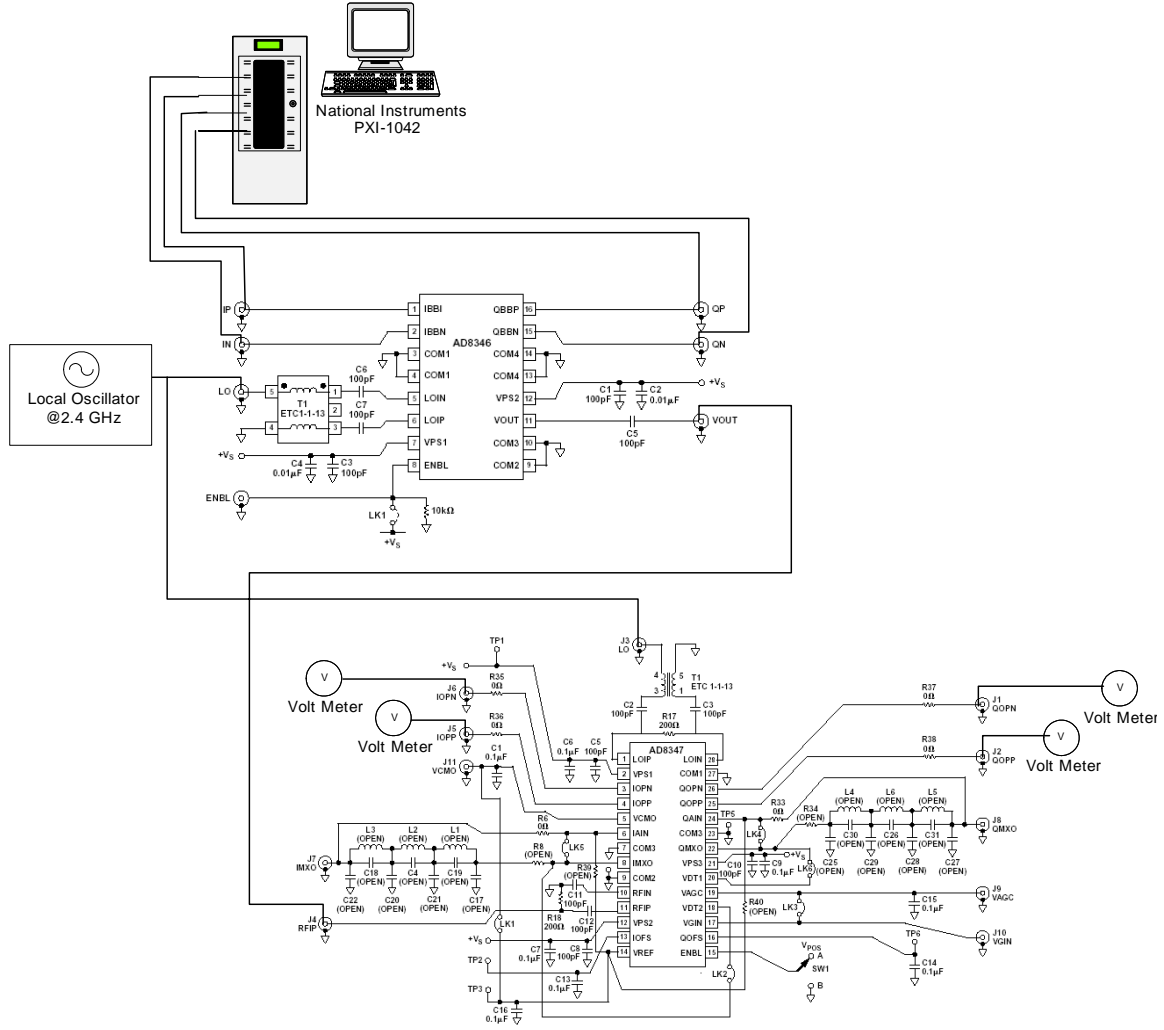 National Instruments
PXI-1042
IP
IN
QP
QN
1 IBBI QBBP 16
2 IBBN QBBN 15
AD8346
3 COM1 COM4 14
4 COM1 COM4 13
5 LOIN VPS2 12
6 LOIP VOUT 11
7 VPS1 COM3 10
8 ENBL COM2 9
Local Oscillator
@2.4 GHz
LO
5 1
T1
ETC1-1-13
2
4 3
C6
100pF
C7
100pF
C1
100pF
C2
0.01µF
+VS
VOUT
C5
100pF
+VS
C4
0.01µF
C3
100pF
ENBL
LK1
10kΩ
+VS
J3
LO
TP1
+VS
4 5
3 1
T1
ETC 1-1-13
V
Volt Meter
J6
IOPN
R35
0Ω
V
Volt Meter
J5
IOPP
R36
0Ω
C2
100pF
R17
200Ω
C3
100pF
R37
0Ω
J1
QOPN
V
Volt Meter
R38
0Ω
J2
QOPP
V
Volt Meter
J11
VCMO
C1
0.1µF
C6
0.1µF
C5
100pF
AD8347
1 LOIP LOIN 28
2 VPS1 COM1 27
3 IOPN QOPN 26
4 IOPP QOPP 25
5 VCMO QAIN 24
6 IAIN COM3 23
7 COM3 QMXO 22
8 IMXO VPS3 21
9 COM2 VDT1 20
10 RFIN VAGC 19
11 RFIP VDT2 18
12 VPS2 VGIN 17
13 IOFS QOFS 16
14 VREF ENBL 15
R6
0Ω
LK5
R8
(OPEN)
R39
(OPEN)
L3
(OPEN)
L2
(OPEN)
L1
(OPEN)
J7
IMXO
C18
(OPEN)
C4
(OPEN)
C19
(OPEN)
C22
(OPEN)
C20
(OPEN)
C21
(OPEN)
C17
(OPEN)
J4
RFIP
C11
100pF
R18
200Ω
C12
100pF
LK1
+VS
C7
0.1µF
C8
100pF
TP2
C13
0.1µF
TP3
C16
0.1µF
TP5
LK4
R33
0Ω
R34
(OPEN)
L4
(OPEN)
L6
(OPEN)
L5
(OPEN)
C30
(OPEN)
C26
(OPEN)
C31
(OPEN)
C25
(OPEN)
C29
(OPEN)
C28
(OPEN)
C27
(OPEN)
J8
QMXO
C10
100pF
C9
0.1µF
+VS
LK6
J9
VAGC
C15
0.1µF
R40
(OPEN)
LK3
J10
VGIN
TP6
C14
0.1µF
LK2
VPOS
A
SW1
B